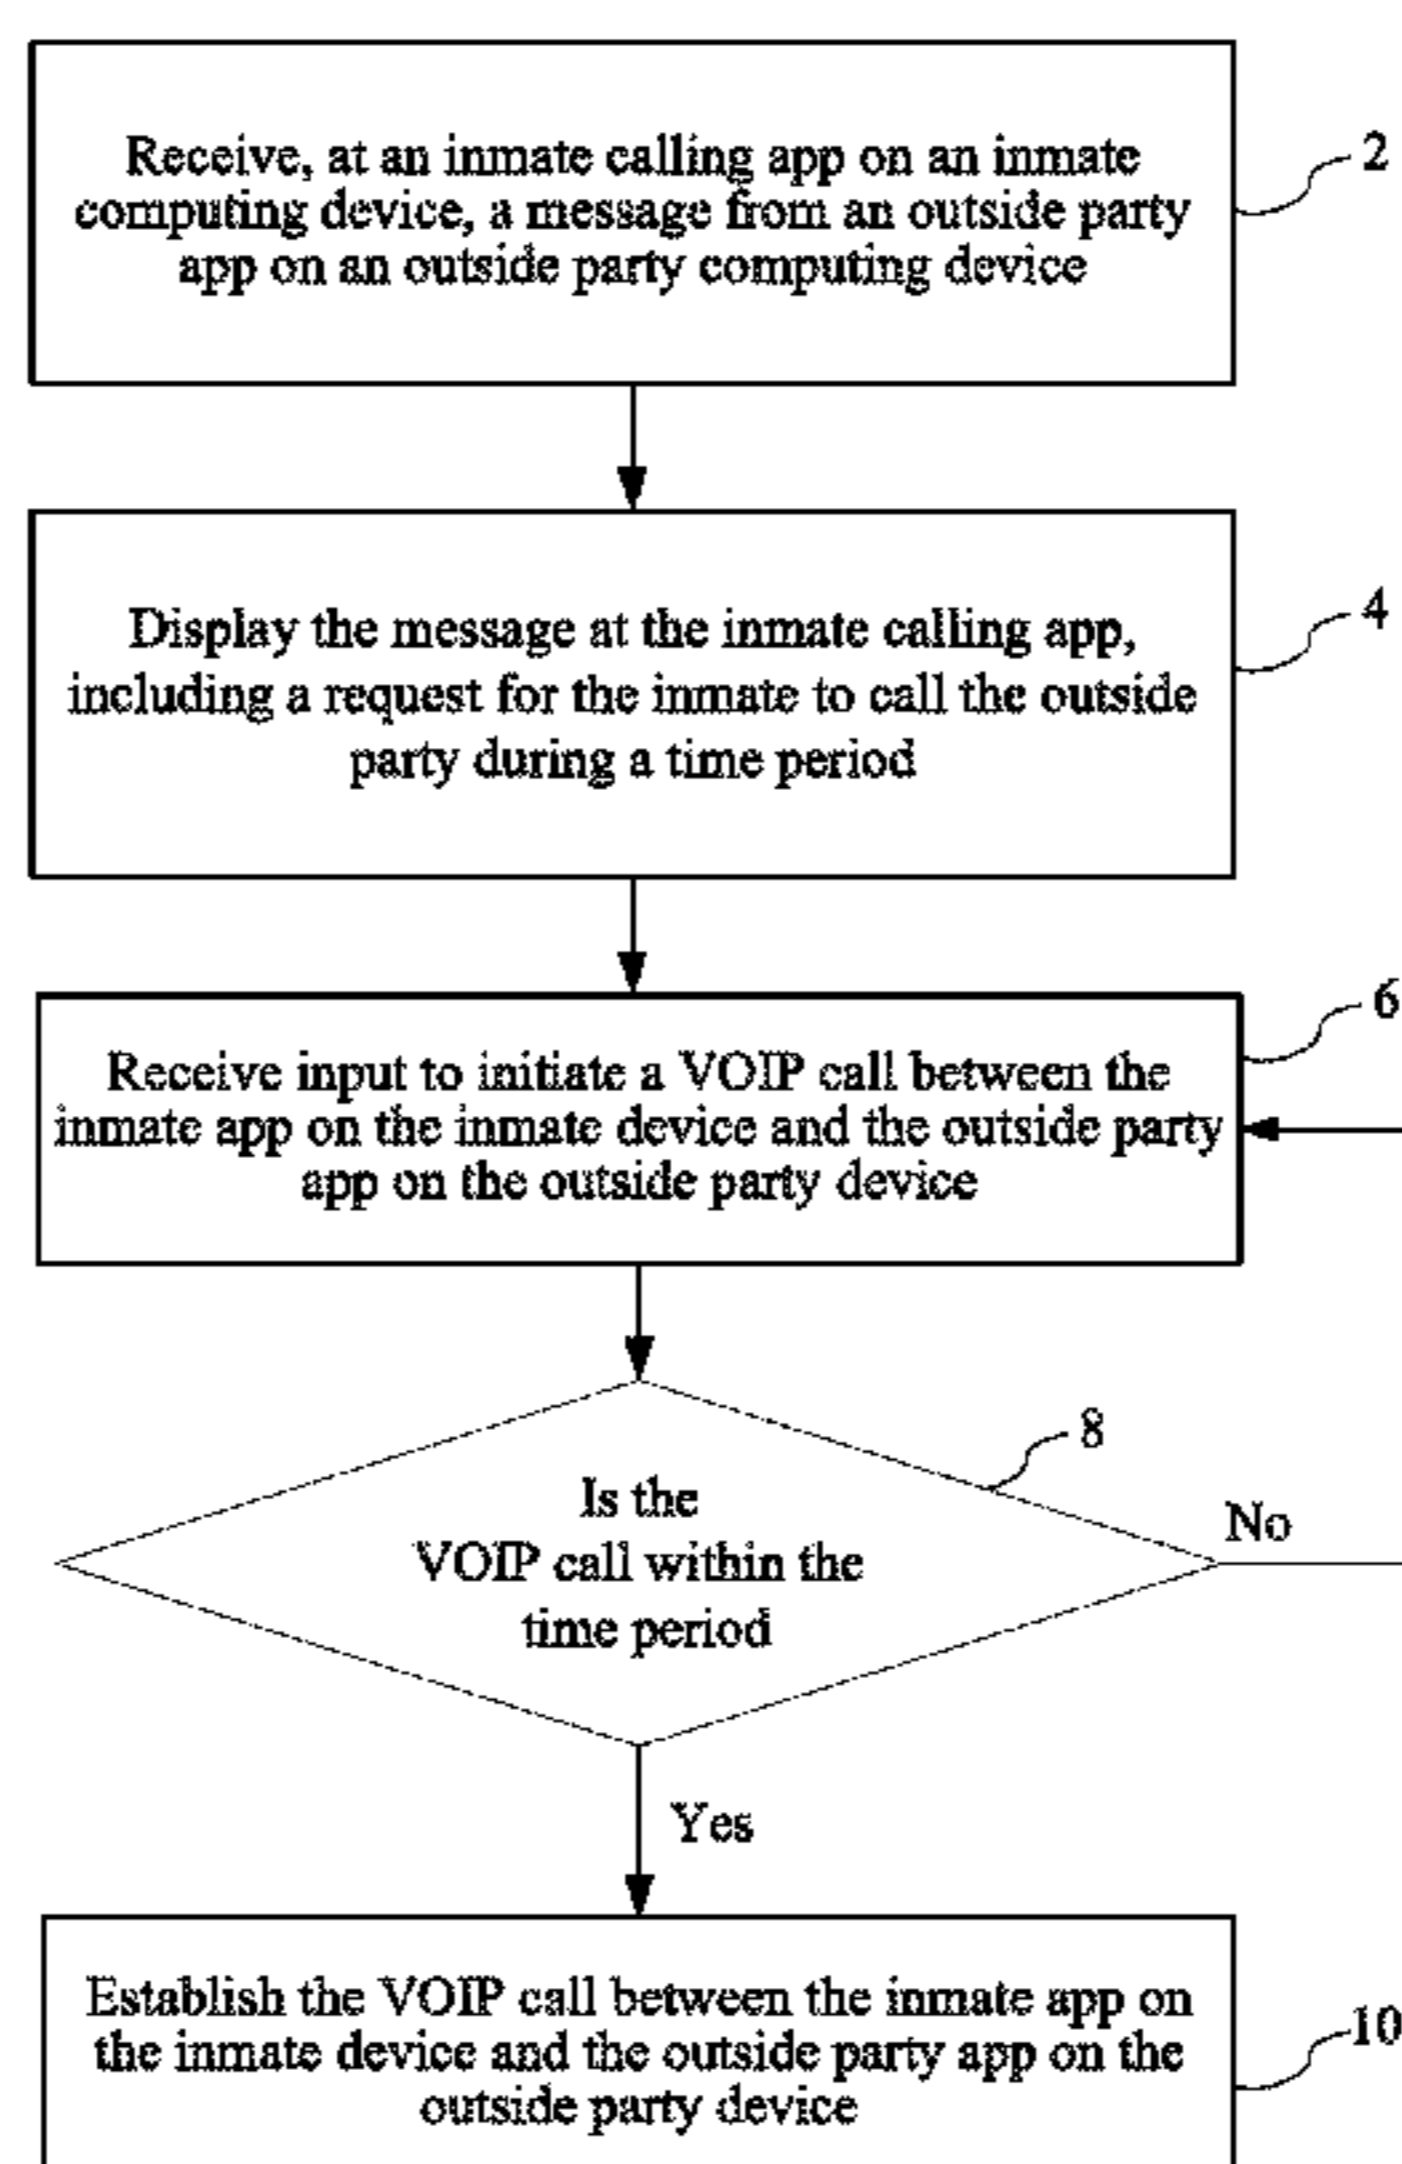 Receive, at an inmate calling app on an inmate
computing device, a message from an outside party
app on an outside party computing device
2
Display the message at the inmate calling app,
including a request for the inmate to call the outside
party during a time period
4
Receive input to initiate a VOIP call between the
inmate app on the inmate device and the outside party
app on the outside party device
6
Is the
VOIP call within the
time period
8
No
Yes
Establish the VOIP call between the inmate app on
the inmate device and the outside party app on the
outside party device
10